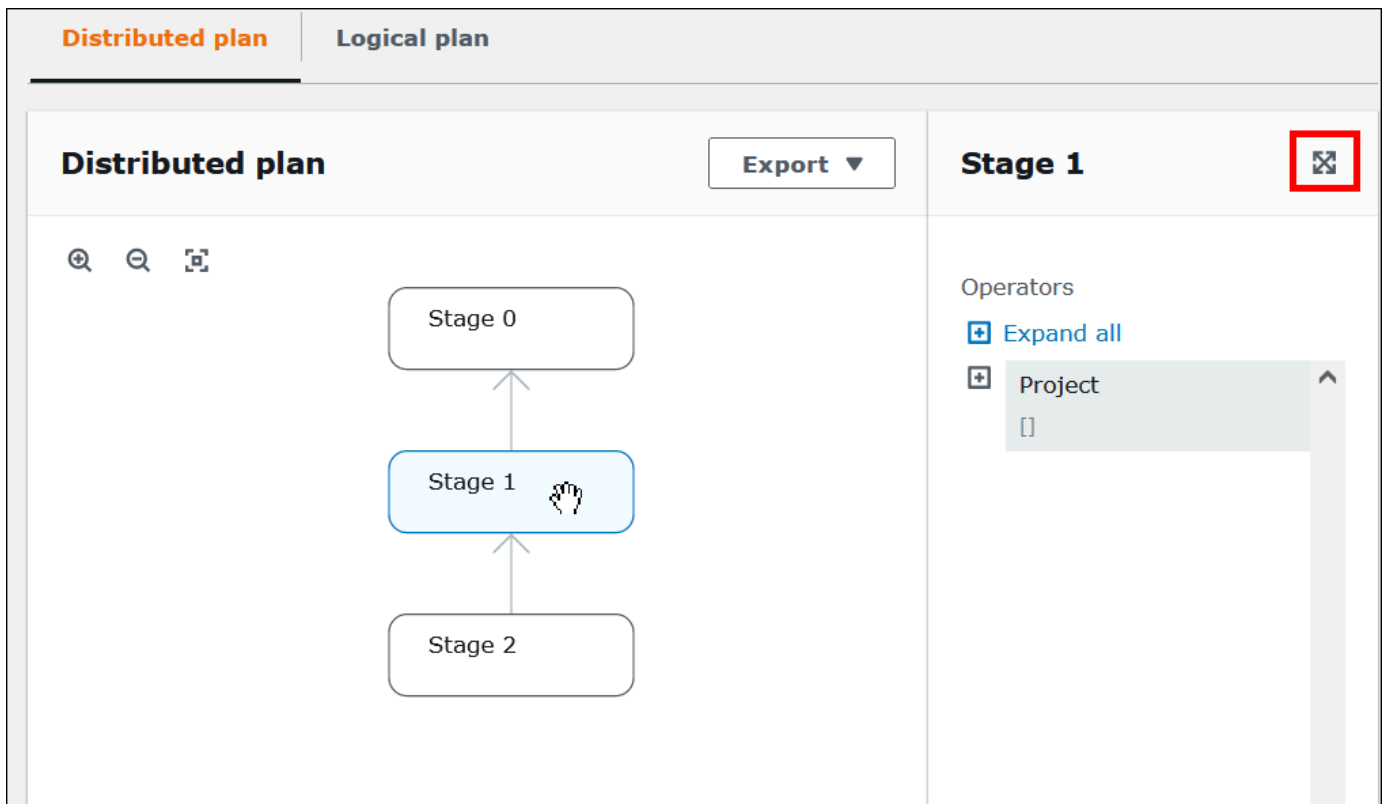 Distributed plan
Logical plan
Distributed plan
Export
Stage 1
Stage 0
Stage 1
Stage 2
Operators
Expand all
Project
[]